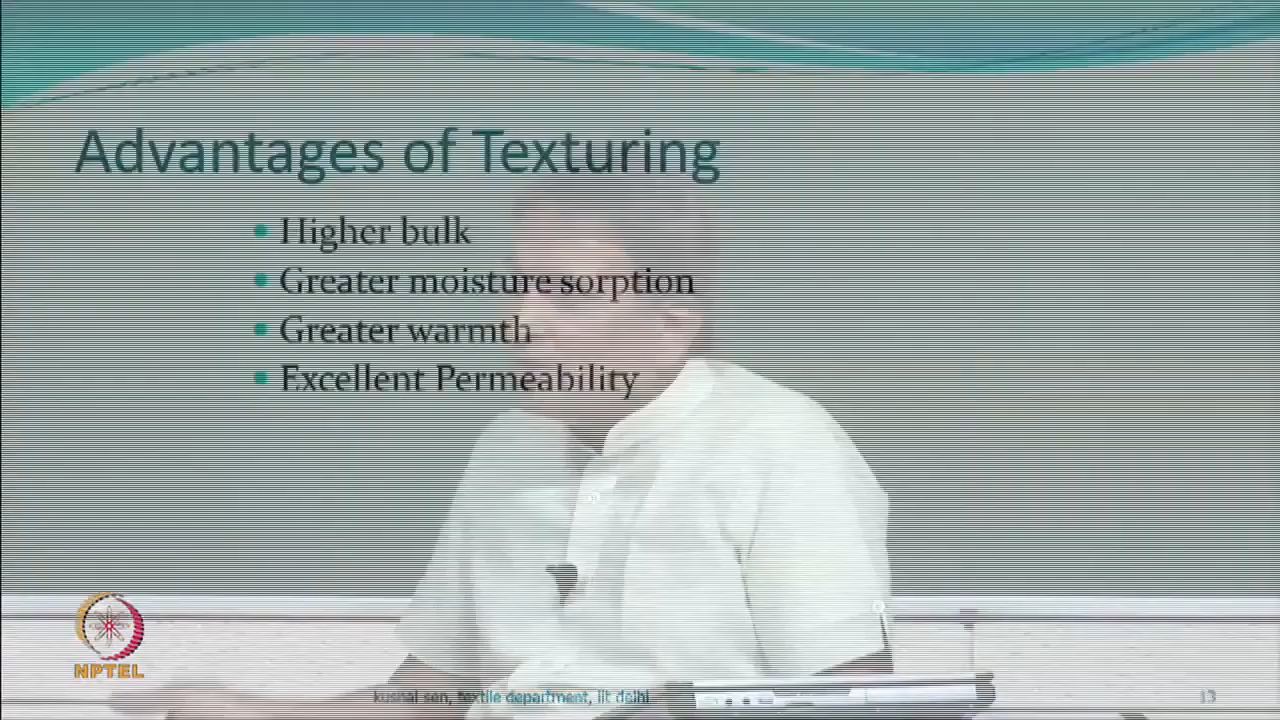 Advantages of Texturing
• Higher bulk
• Greater moisture sorption
• Greater warmth
• Excellent Permeability
NPTEL
kushal sen, textile department, iit delhi
13